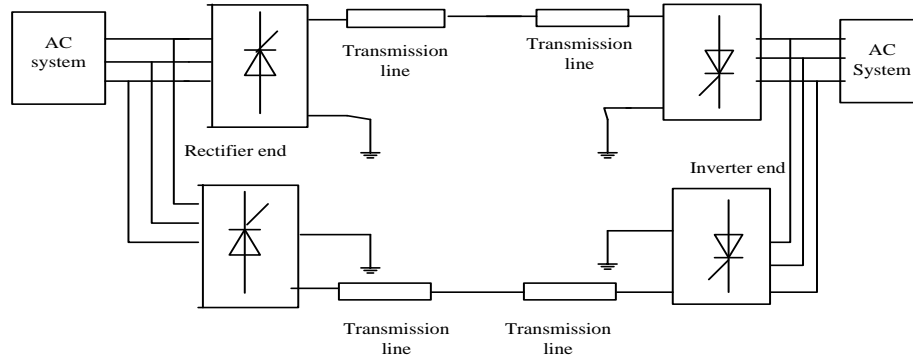 AC
system
Transmission
line
Transmission
line
AC
System
Rectifier end
Inverter end
Transmission
line
Transmission
line